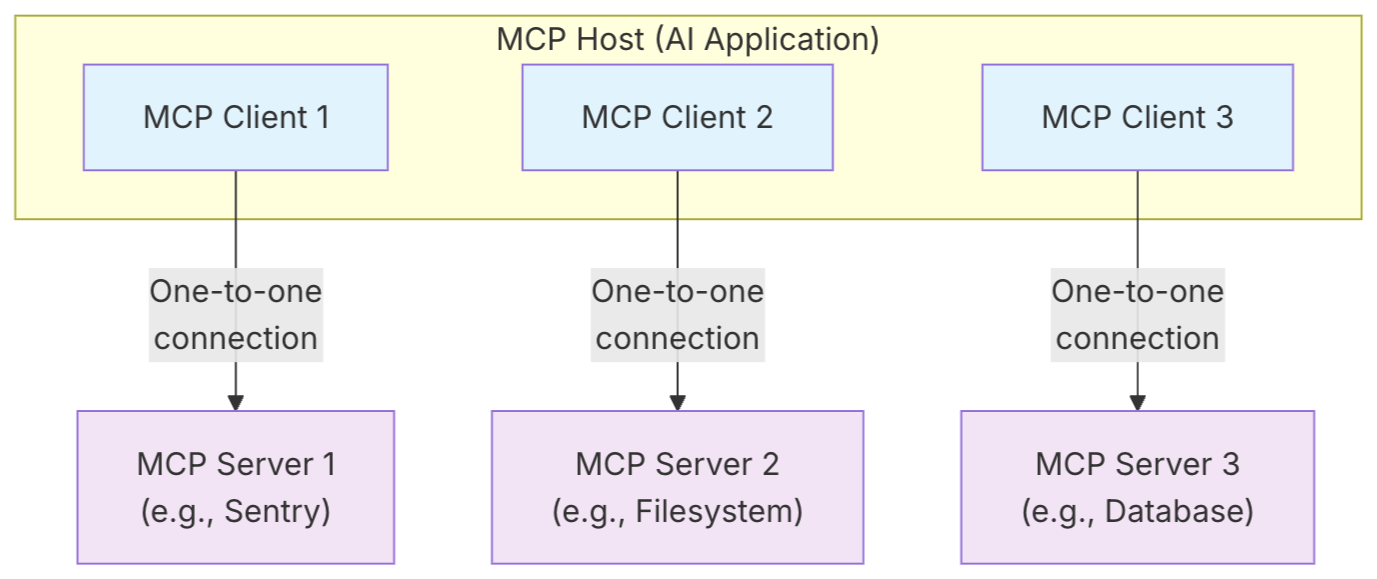 MCP Host (AI Application)
MCP Client 1
MCP Client 2
MCP Client 3
One-to-one
connection
One-to-one
connection
One-to-one
connection
MCP Server 1
(e.g., Sentry)
MCP Server 2
(e.g., Filesystem)
MCP Server 3
(e.g., Database)